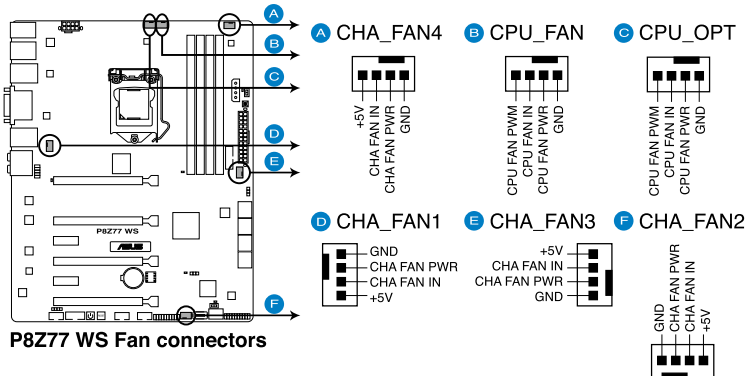 A
B
C
D
E
F
P8Z77 WS
/ISUS
P8Z77 WS Fan connectors
A CHA_FAN4
+5V
CHA FAN IN
CHA FAN PWR
GND
B CPU_FAN
CPU FAN PWM
CPU FAN IN
CPU FAN PWR
GND
C CPU_OPT
CPU FAN PWM
CPU FAN IN
CPU FAN PWR
GND
D CHA_FAN1
GND
CHA FAN PWR
CHA FAN IN
+5V
E CHA_FAN3
+5V
CHA FAN IN
CHA FAN PWR
GND
F CHA_FAN2
GND
CHA FAN PWR
CHA FAN IN
+5V